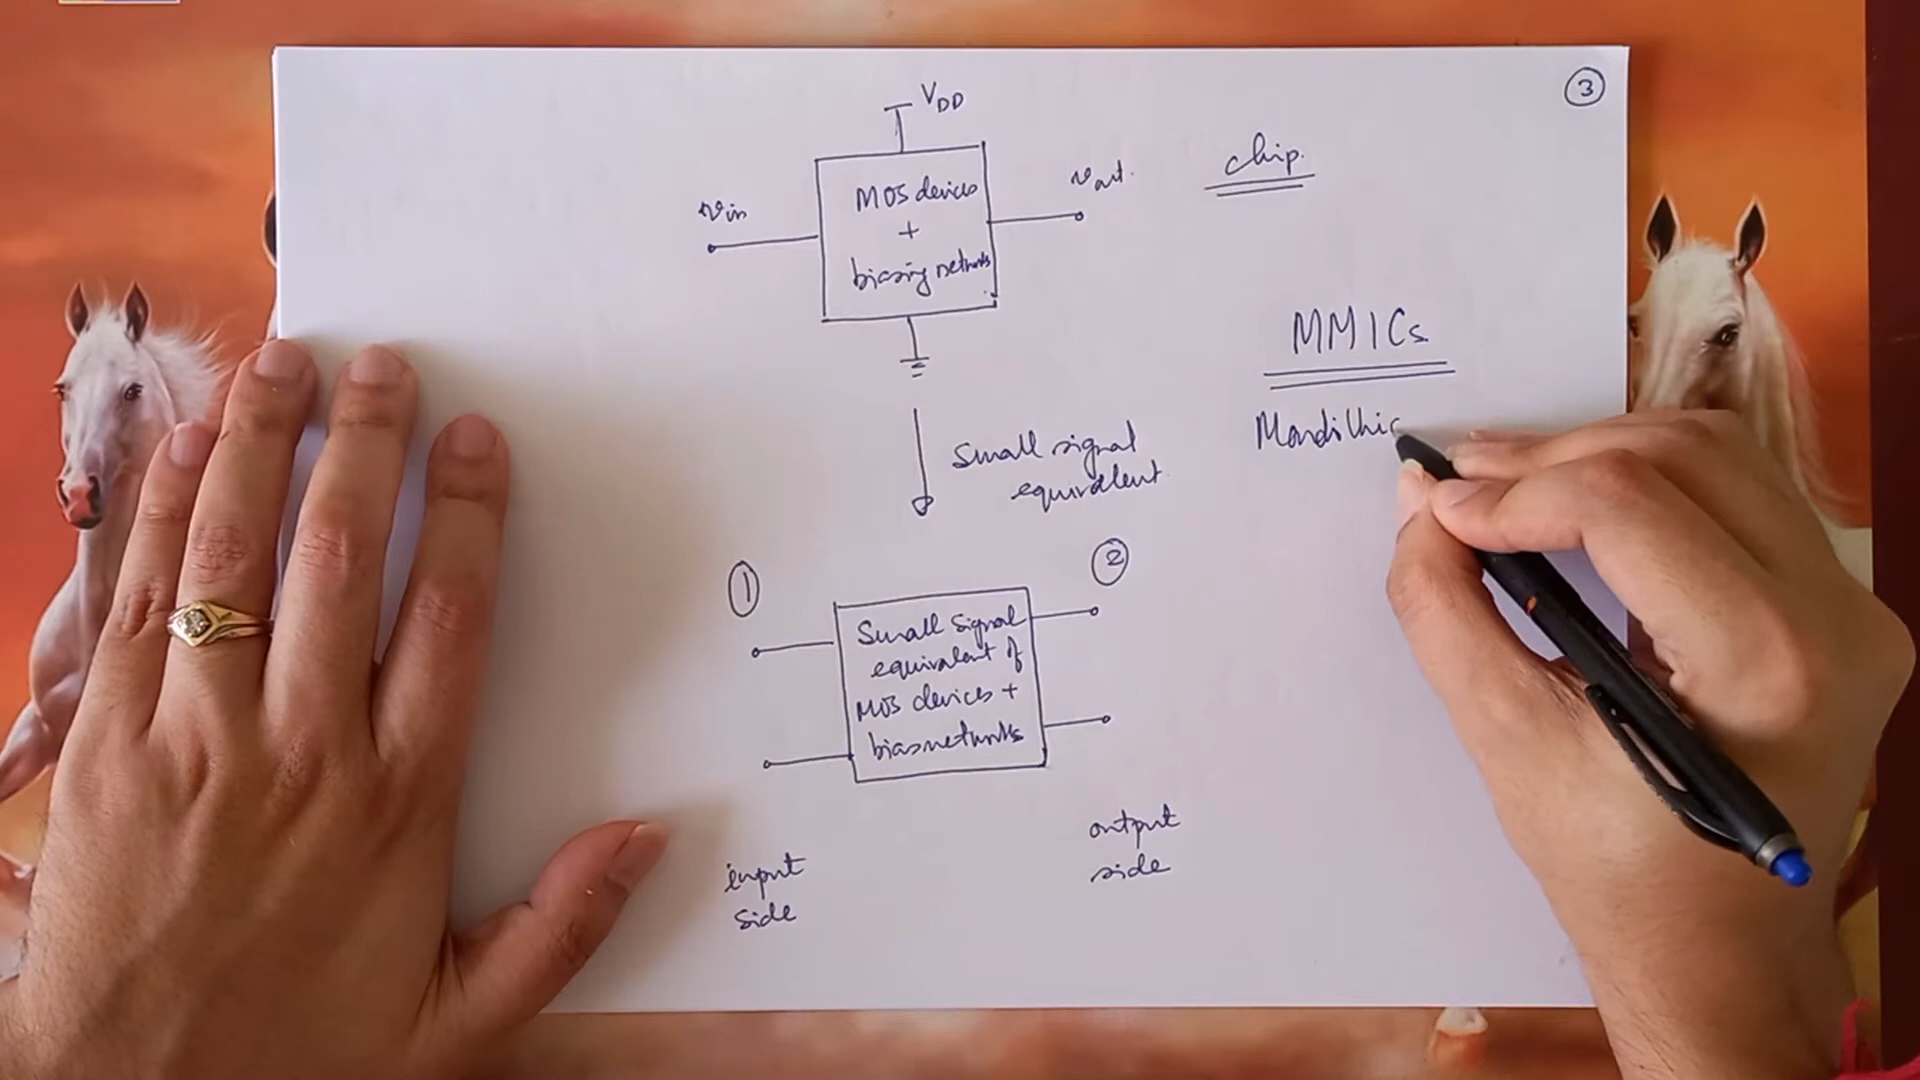 3
VDD
MOS devices
+
biasing networks
vin
vout.
chip.
MMICs
Monolithic
Small signal
equivalent
1
2
Small signal
equivalent of
MOS devices +
bias networks
input
side
output
side